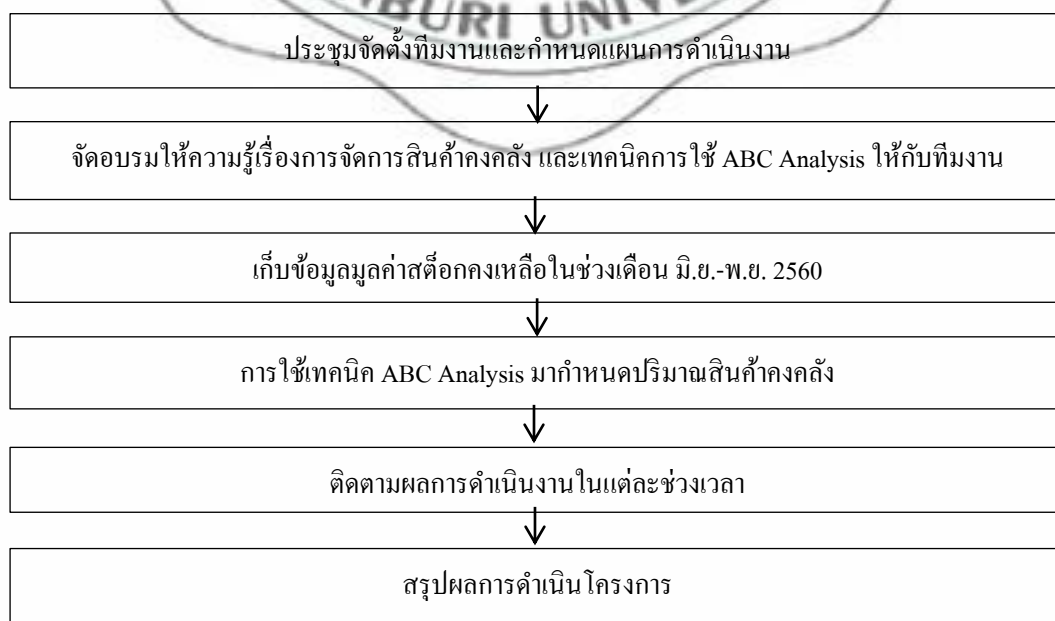 BURI UNIVE
ประชุมจัดตั้งทีมงานและกำหนดแผนการดำเนินงาน
จัดอบรมให้ความรู้เรื่องการจัดการสินค้าคงคลัง และเทคนิคการใช้ ABC Analysis ให้กับทีมงาน
เก็บข้อมูลมูลค่าสต็อกคงเหลือในช่วงเดือน มิ.ย.-พ.ย. 2560
การใช้เทคนิค ABC Analysis มากำหนดปริมาณสินค้าคงคลัง
ติดตามผลการดำเนินงานในแต่ละช่วงเวลา
สรุปผลการดำเนินโครงการ